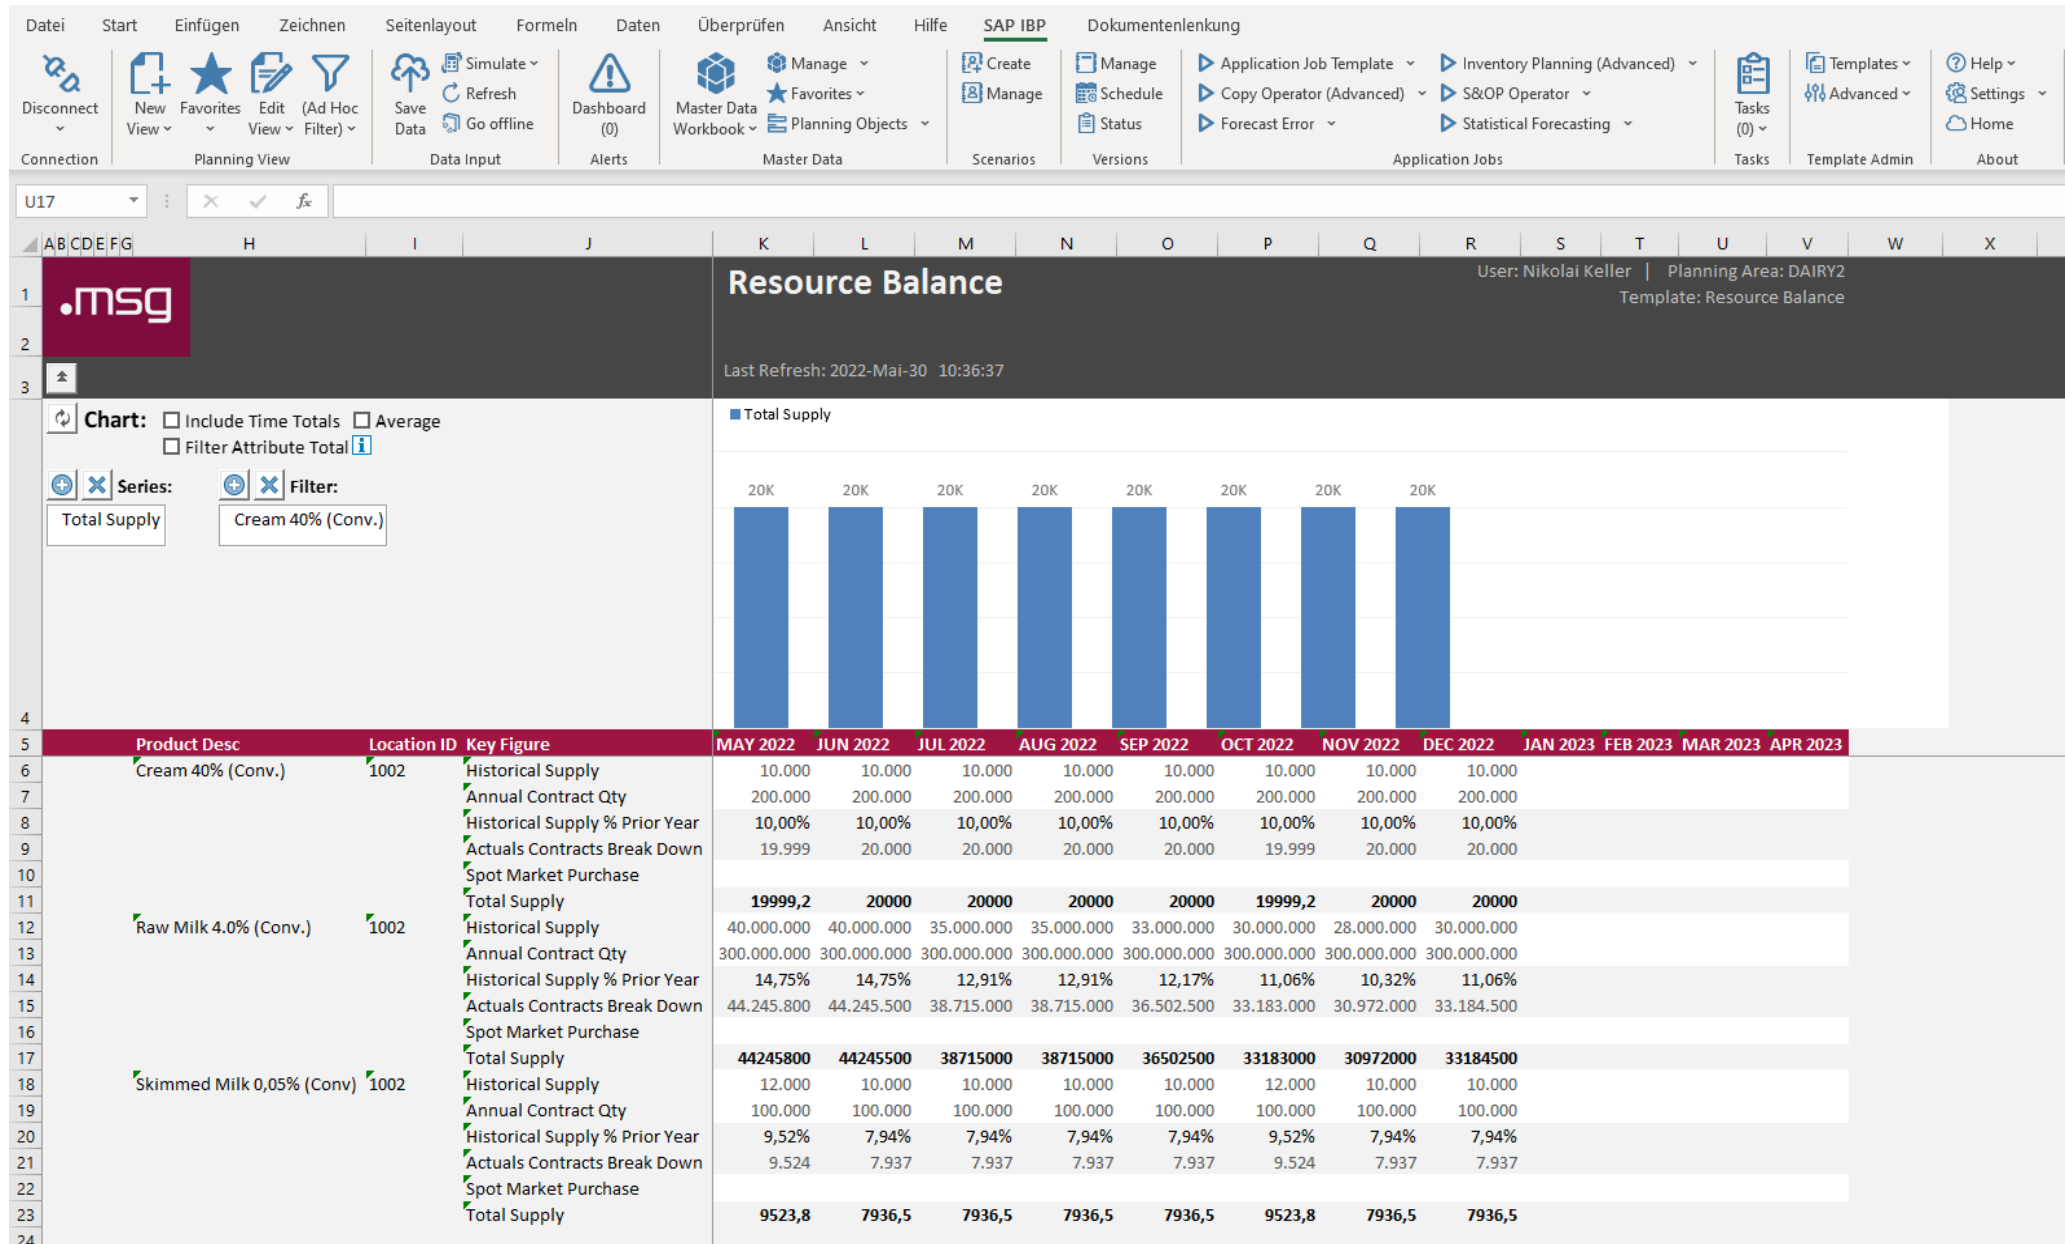 Datei Start Einfügen Zeichnen Seitenlayout Formeln Daten Überprüfen Ansicht Hilfe SAP IBP Dokumentenlenkung
Disconnect
New View
Favorites
Edit View
(Ad Hoc Filter)
Save Data
Simulate
Refresh
Go offline
Dashboard (0)
Master Data Workbook
Manage
Favorites
Planning Objects
Create
Manage
Manage
Schedule
Status
Application Job Template
Copy Operator (Advanced)
Forecast Error
Inventory Planning (Advanced)
S&OP Operator
Statistical Forecasting
Tasks (0)
Templates
Advanced
Help
Settings
Home
Connection Planning View Data Input Alerts Master Data Scenarios Versions Application Jobs Tasks Template Admin About
U17 fx
A B C D E F G H I J K L M N O P Q R S T U V W X
1
2
3
.msg
Resource Balance
User: Nikolai Keller | Planning Area: DAIRY2
Template: Resource Balance
Last Refresh: 2022-Mai-30 10:36:37
Chart: Include Time Totals Average
Filter Attribute Total i
Series: Filter:
Total Supply Cream 40% (Conv.)
Total Supply
20K 20K 20K 20K 20K 20K 20K 20K
4
5 Product Desc Location ID Key Figure MAY 2022 JUN 2022 JUL 2022 AUG 2022 SEP 2022 OCT 2022 NOV 2022 DEC 2022 JAN 2023 FEB 2023 MAR 2023 APR 2023
6 Cream 40% (Conv.) 1002 Historical Supply 10.000 10.000 10.000 10.000 10.000 10.000 10.000 10.000
7 Annual Contract Qty 200.000 200.000 200.000 200.000 200.000 200.000 200.000 200.000
8 Historical Supply % Prior Year 10,00% 10,00% 10,00% 10,00% 10,00% 10,00% 10,00% 10,00%
9 Actuals Contracts Break Down 19.999 20.000 20.000 20.000 20.000 19.999 20.000 20.000
10 Spot Market Purchase
11 Total Supply 19999,2 20000 20000 20000 20000 19999,2 20000 20000
12 Raw Milk 4.0% (Conv.) 1002 Historical Supply 40.000.000 40.000.000 35.000.000 35.000.000 33.000.000 30.000.000 28.000.000 30.000.000
13 Annual Contract Qty 300.000.000 300.000.000 300.000.000 300.000.000 300.000.000 300.000.000 300.000.000 300.000.000
14 Historical Supply % Prior Year 14,75% 14,75% 12,91% 12,91% 12,17% 11,06% 10,32% 11,06%
15 Actuals Contracts Break Down 44.245.800 44.245.500 38.715.000 38.715.000 36.502.500 33.183.000 30.972.000 33.184.500
16 Spot Market Purchase
17 Total Supply 44245800 44245500 38715000 38715000 36502500 33183000 30972000 33184500
18 Skimmed Milk 0,05% (Conv) 1002 Historical Supply 12.000 10.000 10.000 10.000 10.000 12.000 10.000 10.000
19 Annual Contract Qty 100.000 100.000 100.000 100.000 100.000 100.000 100.000 100.000
20 Historical Supply % Prior Year 9,52% 7,94% 7,94% 7,94% 7,94% 9,52% 7,94% 7,94%
21 Actuals Contracts Break Down 9.524 7.937 7.937 7.937 7.937 9.524 7.937 7.937
22 Spot Market Purchase
23 Total Supply 9523,8 7936,5 7936,5 7936,5 7936,5 9523,8 7936,5 7936,5
24